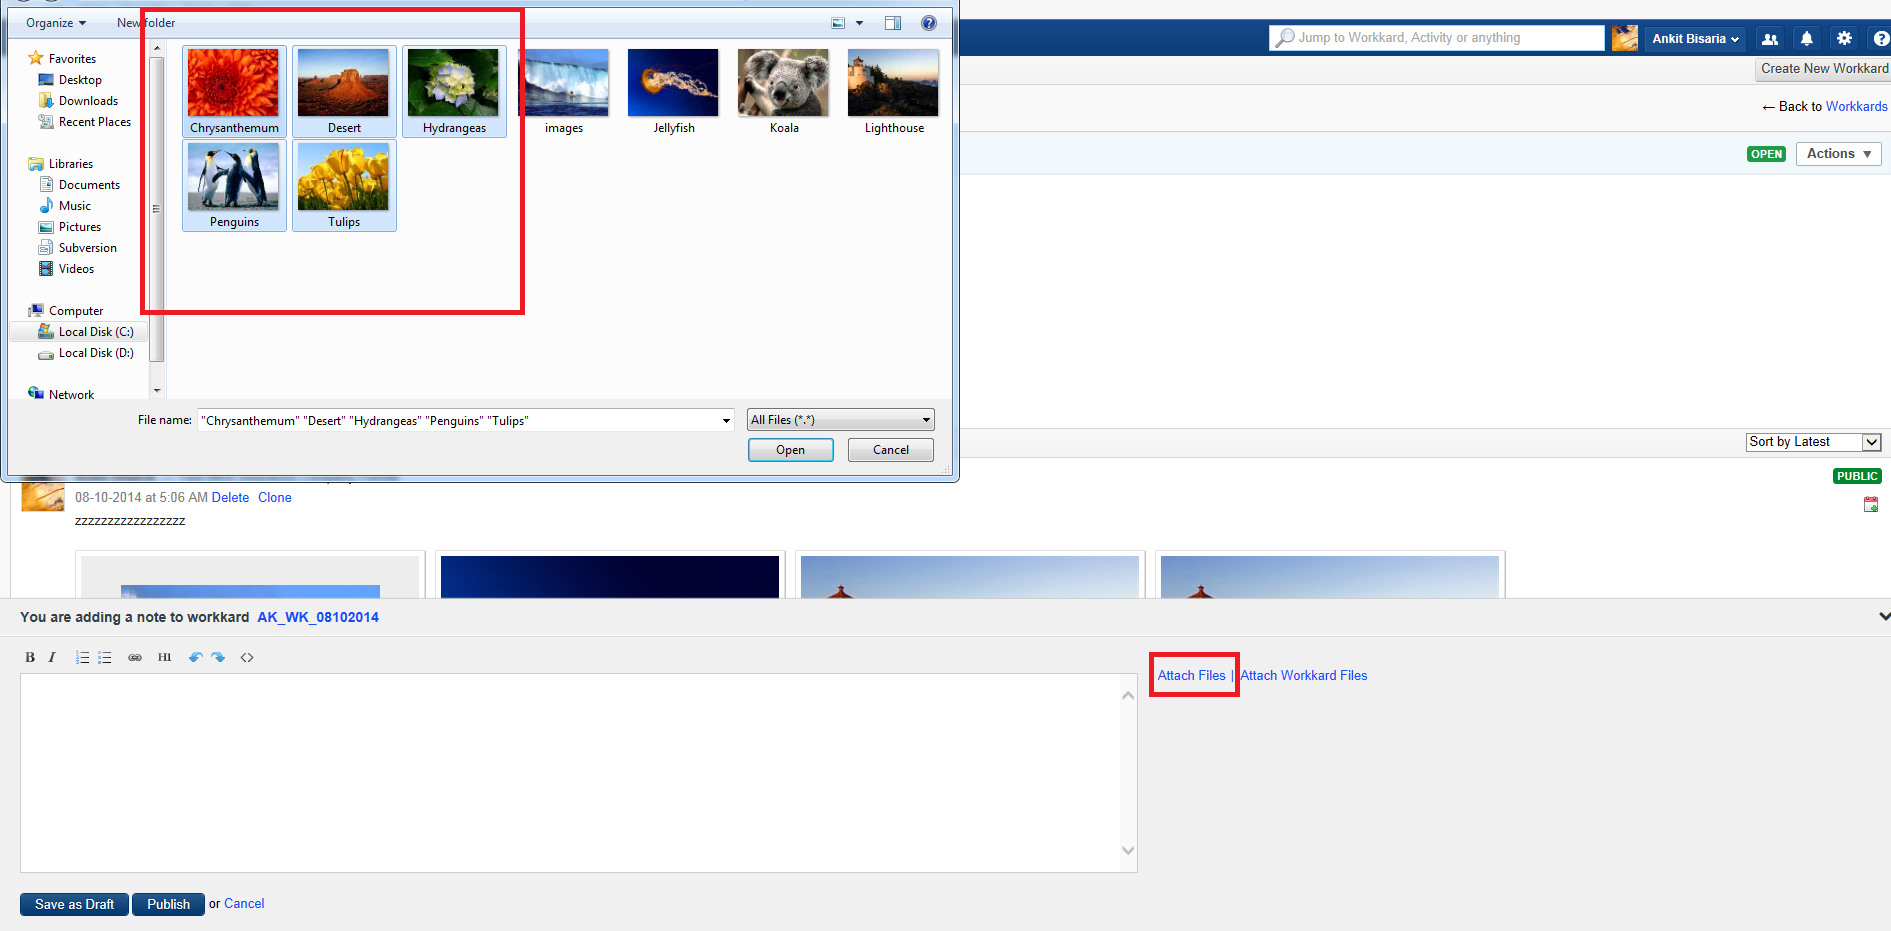 Organize
New folder
Favorites
Desktop
Downloads
Recent Places
Libraries
Documents
Music
Pictures
Subversion
Videos
Computer
Local Disk (C:)
Local Disk (D:)
Network
Chrysanthemum
Desert
Hydrangeas
images
Jellyfish
Koala
Lighthouse
Penguins
Tulips
File name: "Chrysanthemum" "Desert" "Hydrangeas" "Penguins" "Tulips"
All Files (*.*)
Open
Cancel
Jump to Workkard, Activity or anything
Ankit Bisaria
Create New Workkard
← Back to Workkards
OPEN
Actions
Sort by Latest
PUBLIC
08-10-2014 at 5:06 AM Delete Clone
zzzzzzzzzzzzzzzzz
You are adding a note to workkard AK_WK_08102014
B I H1 <>
Attach Files | Attach Workkard Files
Save as Draft Publish or Cancel